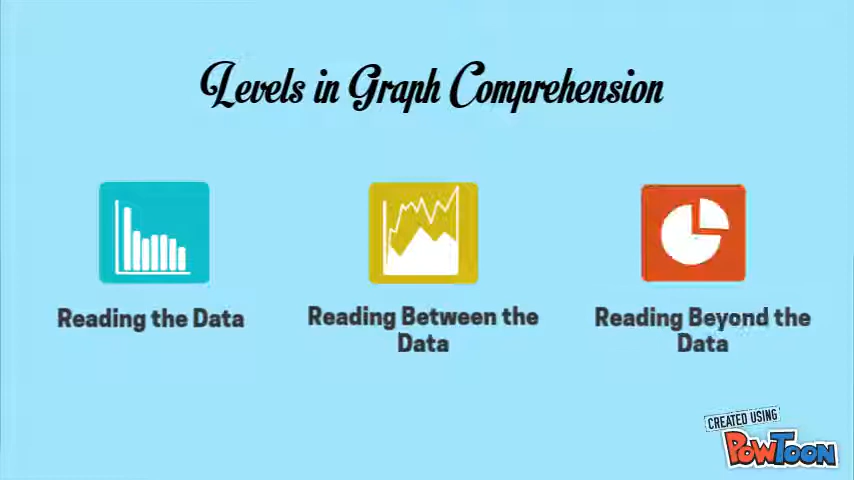 Levels in Graph Comprehension
Reading the Data
Reading Between the
Data
Reading Beyond the
Data
CREATED USING
POWTOON